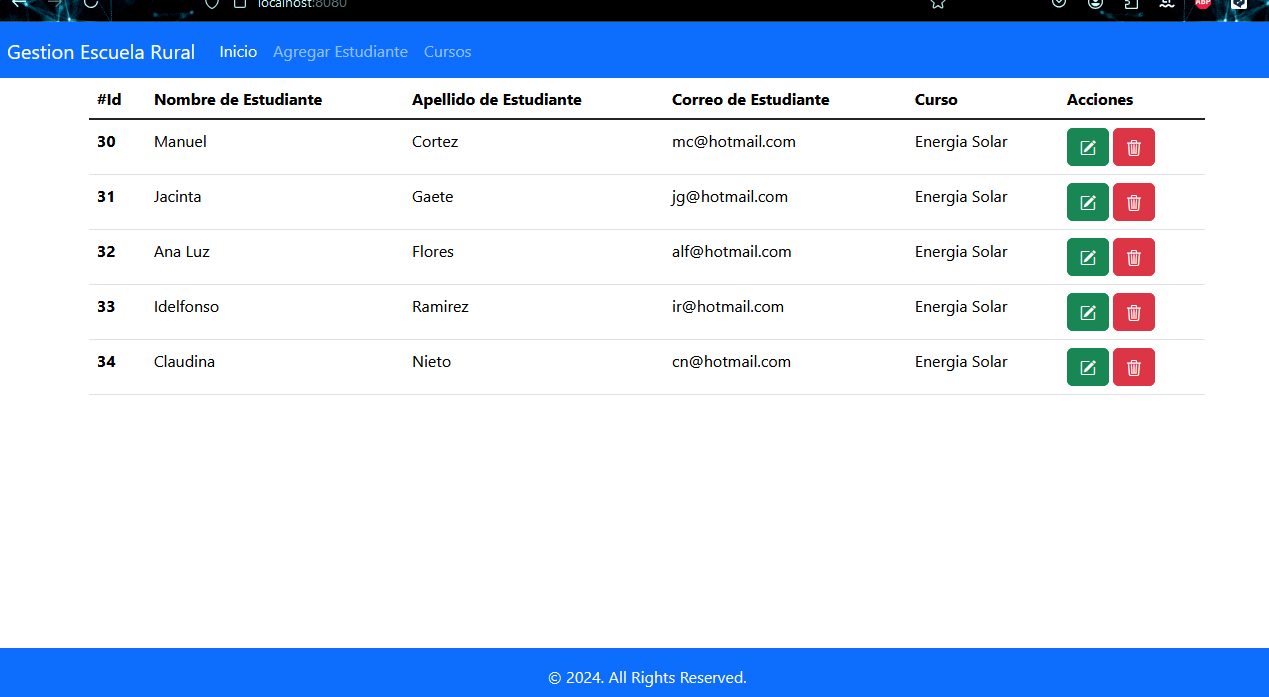 localhost:8080
ABP
Gestion Escuela Rural Inicio Agregar Estudiante Cursos
#Id Nombre de Estudiante Apellido de Estudiante Correo de Estudiante Curso Acciones
30 Manuel Cortez mc@hotmail.com Energia Solar
31 Jacinta Gaete jg@hotmail.com Energia Solar
32 Ana Luz Flores alf@hotmail.com Energia Solar
33 Idelfonso Ramirez ir@hotmail.com Energia Solar
34 Claudina Nieto cn@hotmail.com Energia Solar
© 2024. All Rights Reserved.